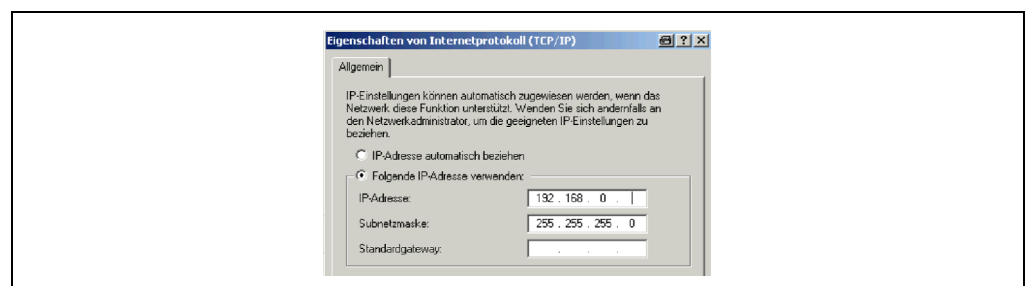 Eigenschaften von Internetprotokoll (TCP/IP)
Allgemein
IP-Einstellungen können automatisch zugewiesen werden, wenn das
Netzwerk diese Funktion unterstützt. Wenden Sie sich andernfalls an
den Netzwerkadministrator, um die geeigneten IP-Einstellungen zu
beziehen.
IP-Adresse automatisch beziehen
Folgende IP-Adresse verwenden:
IP-Adresse: 192 . 168 . 0 .
Subnetzmaske: 255 . 255 . 255 . 0
Standardgateway: . . .